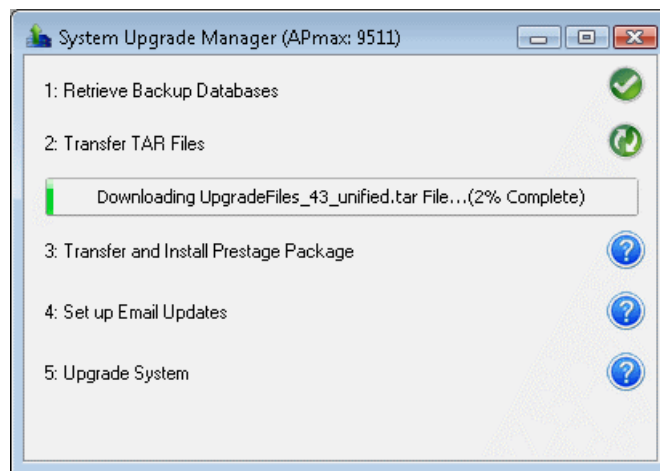 System Upgrade Manager (APmax: 9511)
1: Retrieve Backup Databases
2: Transfer TAR Files
Downloading UpgradeFiles_43_unified.tar File...(2% Complete)
3: Transfer and Install Prestage Package
4: Set up Email Updates
5: Upgrade System